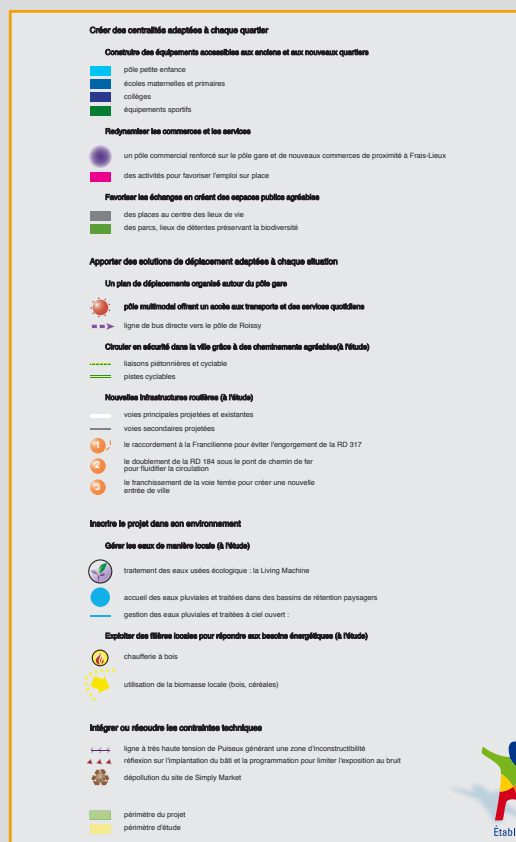 Créer des centralités adaptées à chaque quartier
Construire des équipements accessibles aux anciens et aux nouveaux quartiers
pôle petite enfance
écoles maternelles et primaires
collèges
équipements sportifs
Redynamiser les commerces et les services
un pôle commercial renforcé sur le pôle gare et de nouveaux commerces de proximité à Frais-Lieux
des activités pour favoriser l'emploi sur place
Favoriser les échanges en créant des espaces publics agréables
des places au centre des lieux de vie
des parcs, lieux de détentes préservant la biodiversité
Apporter des solutions de déplacement adaptées à chaque situation
Un plan de déplacements organisé autour du pôle gare
pôle multimodal offrant un accès aux transports et des services quotidiens
ligne de bus directe vers le pôle de Roissy
Circuler en sécurité dans la ville grâce à des cheminements agréables(à l'étude)
liaisons piétonnières et cyclable
pistes cyclables
Nouvelles infrastructures routières (à l'étude)
voies principales projetées et existantes
voies secondaires projetées
1 le raccordement à la Francilienne pour éviter l'engorgement de la RD 317
2 le doublement de la RD 184 sous le pont de chemin de fer
pour fluidifier la circulation
3 le franchissement de la voie ferrée pour créer une nouvelle
entrée de ville
Inscrire le projet dans son environnement
Gérer les eaux de manière locale (à l'étude)
traitement des eaux usées écologique : la Living Machine
accueil des eaux pluviales et traitées dans des bassins de rétention paysagers
gestion des eaux pluviales et traitées à ciel ouvert :
Exploiter des filières locales pour répondre aux besoins énergétiques (à l'étude)
chaufferie à bois
utilisation de la biomasse locale (bois, céréales)
Intégrer ou résoudre les contraintes techniques
ligne à très haute tension de Puiseux générant une zone d'inconstructibilité
réflexion sur l'implantation du bâti et la programmation pour limiter l'exposition au bruit
dépollution du site de Simply Market
périmètre du projet
périmètre d'étude
Établ